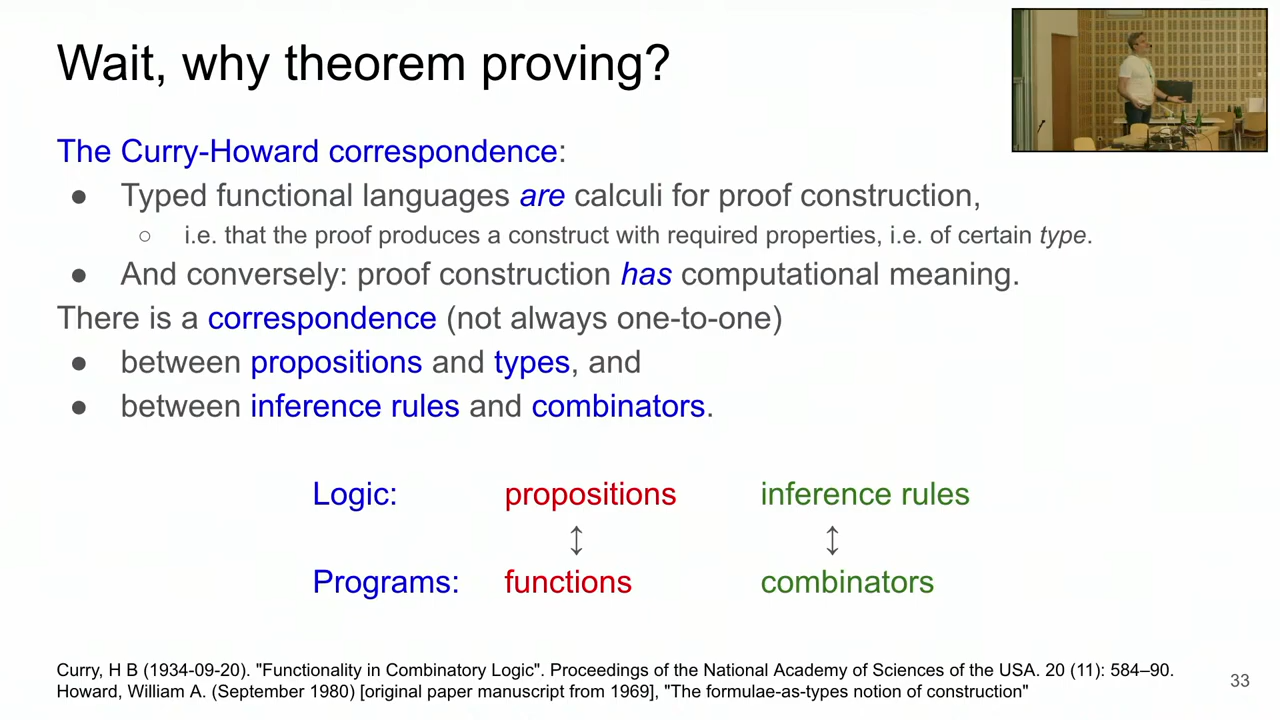 Wait, why theorem proving?
The Curry-Howard correspondence:
● Typed functional languages are calculi for proof construction,
○ i.e. that the proof produces a construct with required properties, i.e. of certain type.
● And conversely: proof construction has computational meaning.
There is a correspondence (not always one-to-one)
● between propositions and types, and
● between inference rules and combinators.
Logic: propositions inference rules
↕ ↕
Programs: functions combinators
Curry, H B (1934-09-20). "Functionality in Combinatory Logic". Proceedings of the National Academy of Sciences of the USA. 20 (11): 584–90.
Howard, William A. (September 1980) [original paper manuscript from 1969], "The formulae-as-types notion of construction"
33